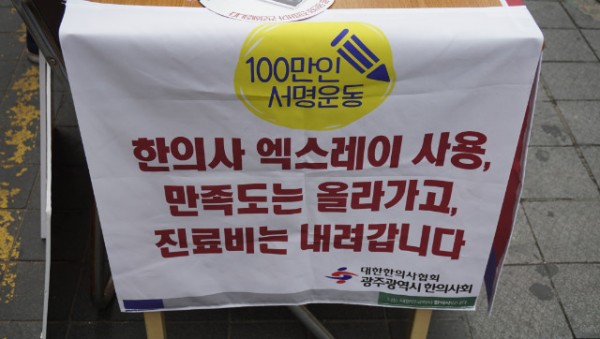 100만인
서명운동
한의사 엑스레이 사용,
만족도는 올라가고,
진료비는 내려갑니다
대한한의사협회
광주광역시 한의사회